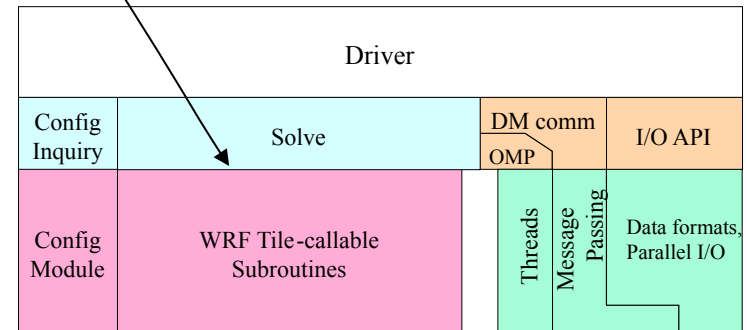 Driver
Config
Inquiry
Solve
DM comm
OMP
I/O API
Config
Module
WRF Tile-callable
Subroutines
Threads
Message
Passing
Data formats,
Parallel I/O